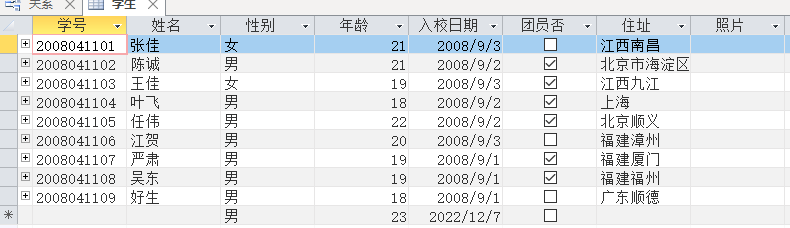 关系 学生
学号 姓名 性别 年龄 入校日期 团员否 住址 照片
2008041101 张佳 女 21 2008/9/3 江西南昌
2008041102 陈诚 男 21 2008/9/2 北京市海淀区
2008041103 王佳 女 19 2008/9/3 江西九江
2008041104 叶飞 男 18 2008/9/2 上海
2008041105 任伟 男 22 2008/9/2 北京顺义
2008041106 江贺 男 20 2008/9/3 福建漳州
2008041107 严肃 男 19 2008/9/1 福建厦门
2008041108 吴东 男 19 2008/9/1 福建福州
2008041109 好生 男 18 2008/9/1 广东顺德
男 23 2022/12/7